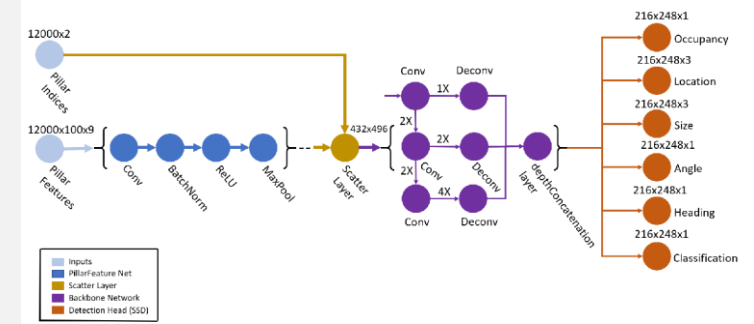 12000x2
Pillar
Indices
12000x100x9
Pillar
Features
Conv
BatchNorm
ReLU
MaxPool
Scatter
Layer
432x496
Conv
Deconv
1X
2X
2X
Conv
Deconv
2X
4X
Conv
Deconv
depthConcatenation
layer
216x248x1
Occupancy
216x248x3
Location
216x248x3
Size
216x248x1
Angle
216x248x1
Heading
216x248x1
Classification
Inputs
PillarFeature Net
Scatter Layer
Backbone Network
Detection Head (SSD)